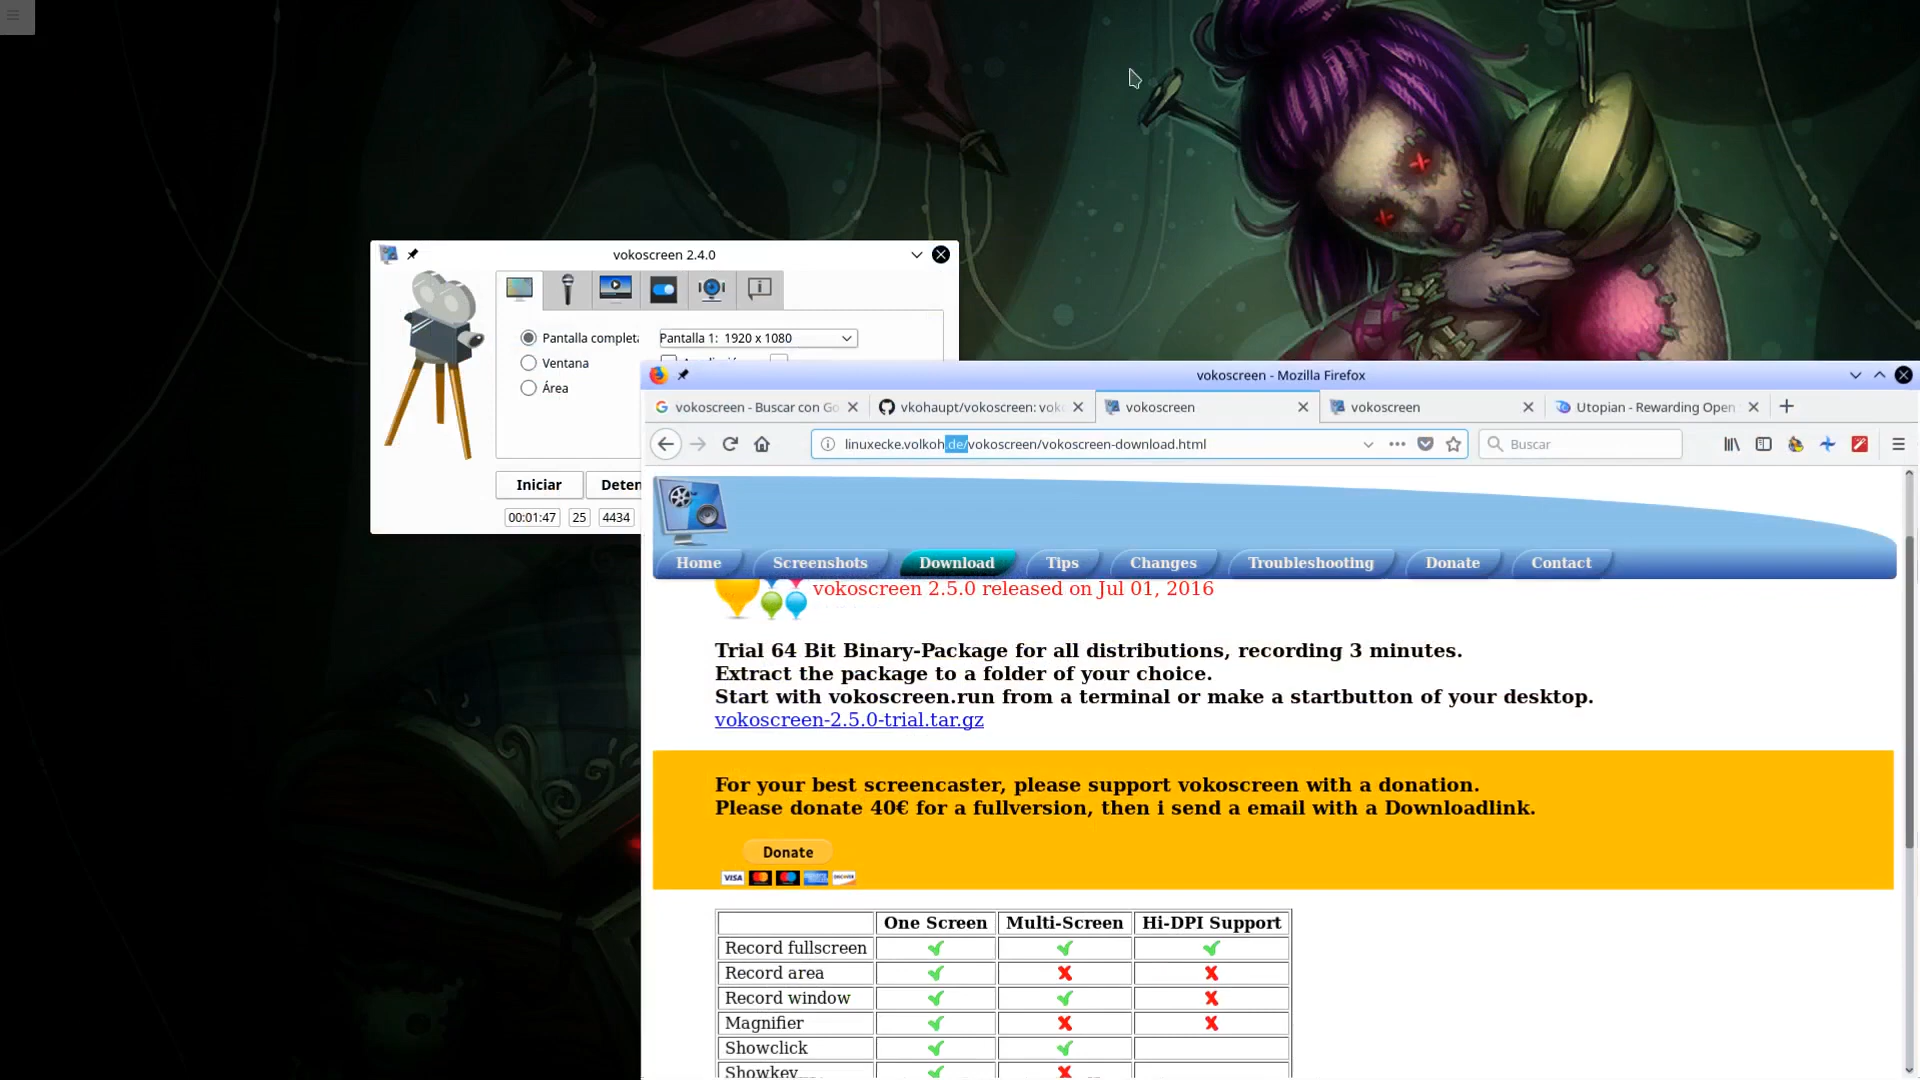 vokoscreen 2.4.0
Pantalla complet
Pantalla 1: 1920 x 1080
Ventana
Área
Iniciar
Deten
00:01:47
25
4434
vokoscreen - Mozilla Firefox
vokoscreen - Buscar con Go
vkohaupt/vokoscreen: vok
vokoscreen
vokoscreen
Utopian - Rewarding Open
linuxecke.volkoh.de/vokoscreen/vokoscreen-download.html
Buscar
Home
Screenshots
Download
Tips
Changes
Troubleshooting
Donate
Contact
vokoscreen 2.5.0 released on Jul 01, 2016
Trial 64 Bit Binary-Package for all distributions, recording 3 minutes.
Extract the package to a folder of your choice.
Start with vokoscreen.run from a terminal or make a startbutton of your desktop.
vokoscreen-2.5.0-trial.tar.gz
For your best screencaster, please support vokoscreen with a donation.
Please donate 40€ for a fullversion, then i send a email with a Downloadlink.
Donate
VISA
DISCOVER
One Screen Multi-Screen Hi-DPI Support
Record fullscreen
Record area
Record window
Magnifier
Showclick
Showkey